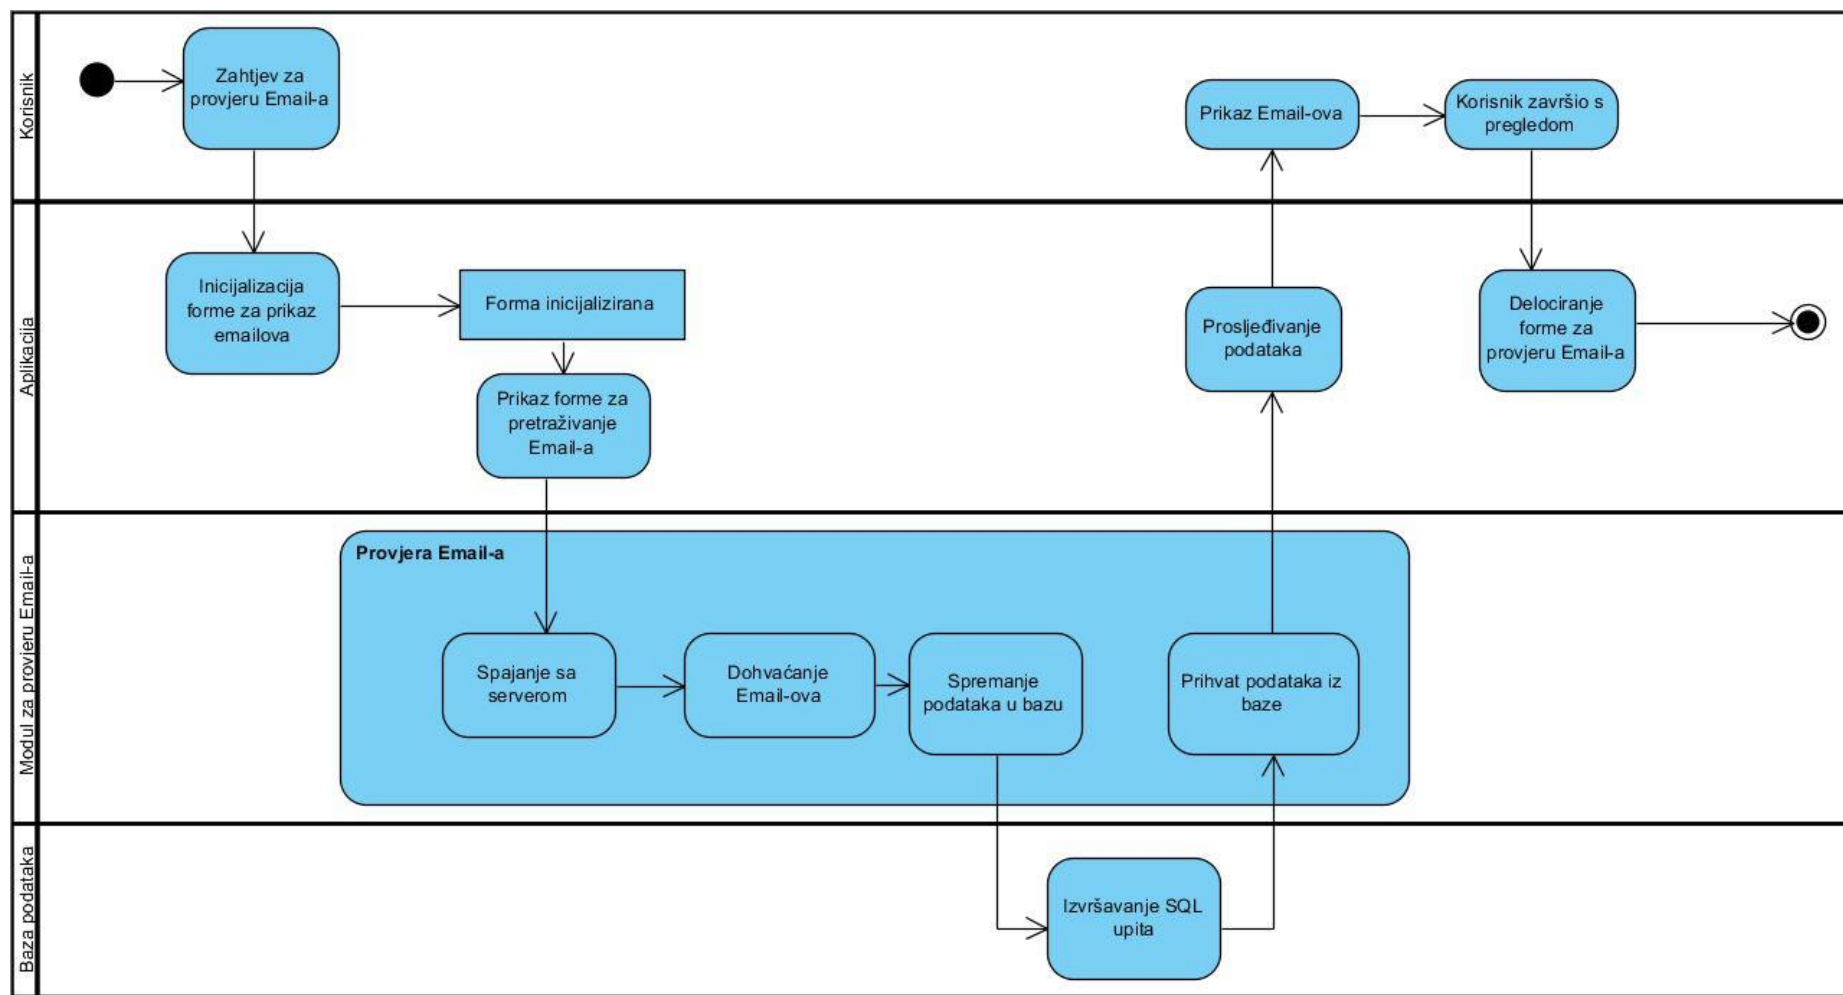 Korisnik
Zahtjev za
provjeru Email-a
Prikaz Email-ova
Korisnik završio s
pregledom
Aplikacija
Inicijalizacija
forme za prikaz
emailova
Forma inicijalizirana
Prikaz forme za
pretraživanje
Email-a
Prosljeđivanje
podataka
Delociranje
forme za
provjeru Email-a
Modul za provjeru Email-a
Provjera Email-a
Spajanje sa
serverom
Dohvaćanje
Email-ova
Spremanje
podataka u bazu
Prihvat podataka iz
baze
Baza podataka
Izvršavanje SQL
upita